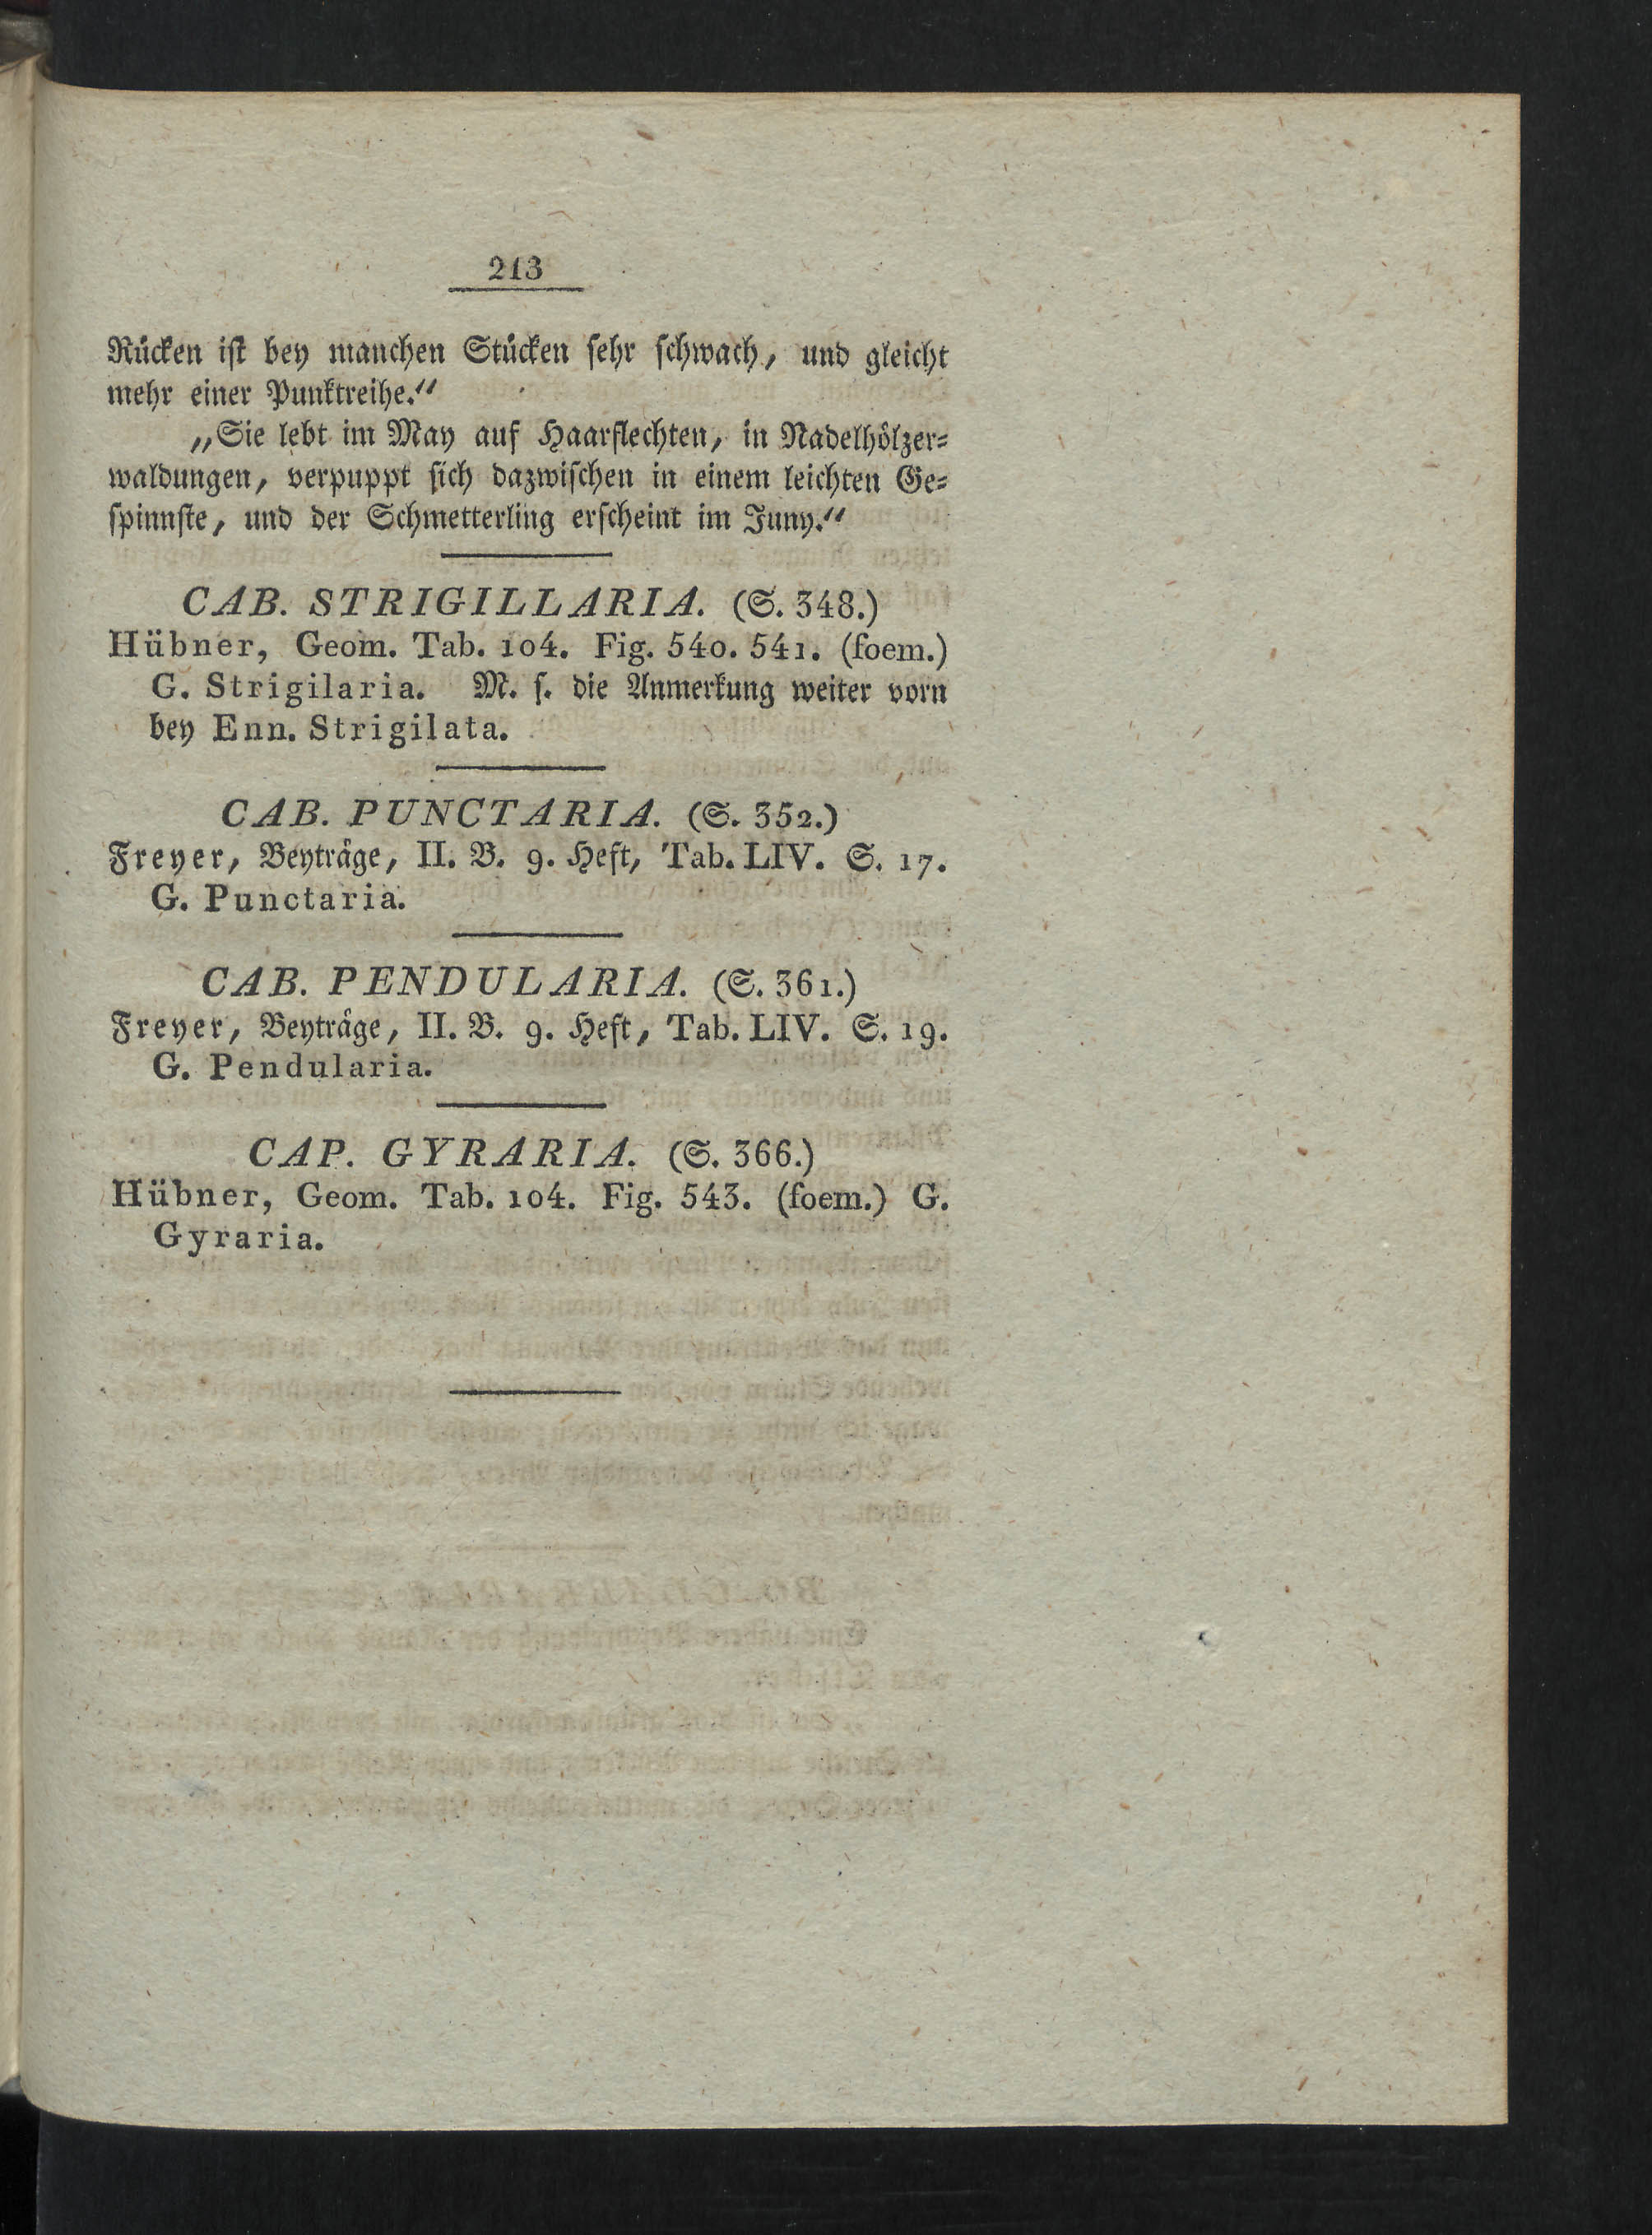 213
Rücken ist bey manchen Stücken sehr schwach, und gleicht
mehr einer Punktreihe.“
„Sie lebt im May auf Haarflechten, in Nadelhölzer-
waldungen, verpuppt sich dazwischen in einem leichten Ge-
spinnste, und der Schmetterling erscheint im Juny.“
CAB. STRIGILLARIA. (S. 348.)
Hübner, Geom. Tab. 104. Fig. 540. 541. (foem.)
G. Strigilaria. M. s. die Anmerkung weiter vorn
bey Enn. Strigilata.
CAB. PUNCTARIA. (S. 352.)
Freyer, Beyträge, II. B. 9. Heft, Tab. LIV. S. 17.
G. Punctaria.
CAB. PENDULARIA. (S. 361.)
Freyer, Beyträge, II. B. 9. Heft, Tab. LIV. S. 19.
G. Pendularia.
CAP. GYRARIA. (S. 366.)
Hübner, Geom. Tab. 104. Fig. 543. (foem.) G.
Gyraria.